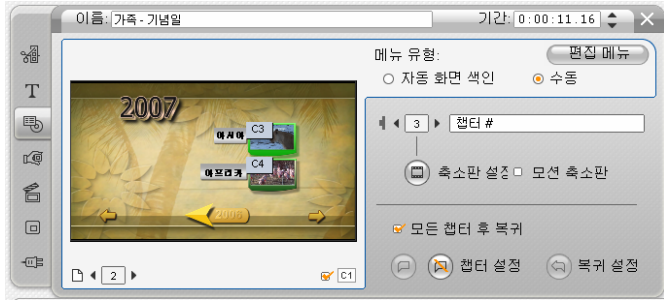 이름: 가족 - 기념일
기간: 0:00:11.16
메뉴 유형:
편집 메뉴
자동 화면 색인
수동
T
2007
아시아 C3
아프리카 C4
2006
3
챕터 #
축소판 설정
모션 축소판
모든 챕터 후 복귀
챕터 설정
복귀 설정
2
C1